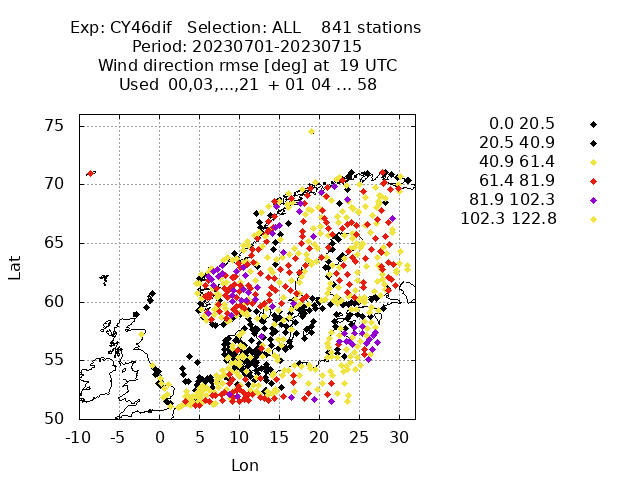 Exp: CY46dif   Selection: ALL    841 stations
Period: 20230701-20230715
Wind direction rmse [deg] at  19 UTC
Used  00,03,...,21  + 01 04 ... 58
0.0 20.5
20.5 40.9
40.9 61.4
61.4 81.9
81.9 102.3
102.3 122.8
75
70
65
60
55
50
Lat
-10 -5 0 5 10 15 20 25 30
Lon